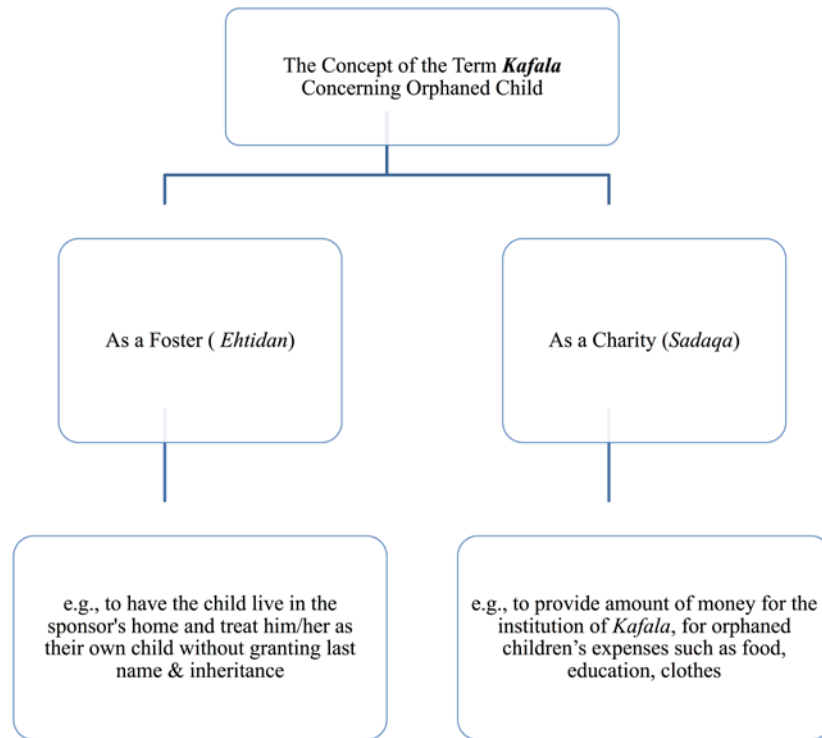 The Concept of the Term Kafala
Concerning Orphaned Child
As a Foster ( Ehtidan)
As a Charity (Sadaqa)
e.g., to have the child live in the
sponsor's home and treat him/her as
their own child without granting last
name & inheritance
e.g., to provide amount of money for the
institution of Kafala, for orphaned
children’s expenses such as food,
education, clothes